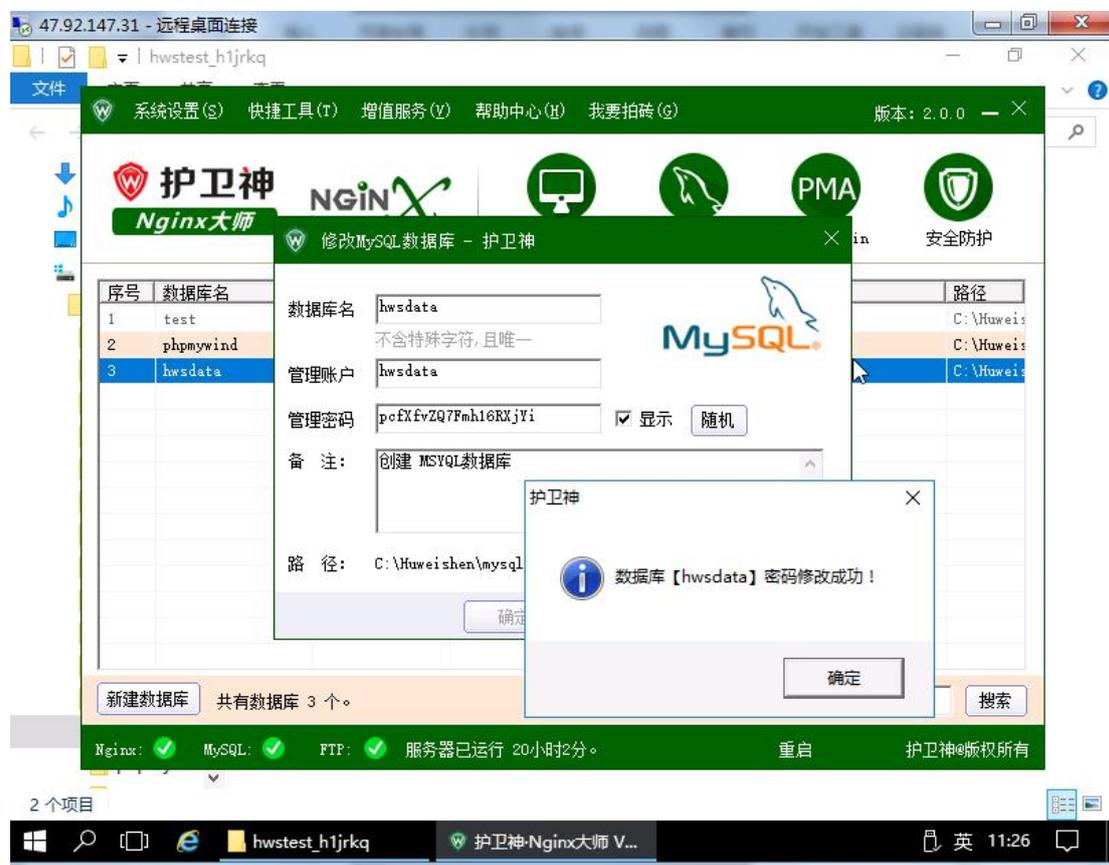 47.92.147.31 - 远程桌面连接
hwstest_h1jrkq
文件
系统设置(S) 快捷工具(T) 增值服务(V) 帮助中心(H) 我要拍砖(G) 版本: 2.0.0
护卫神
Nginx大师
NGiNX
PMA
in 安全防护
修改MySQL数据库 - 护卫神
序号 数据库名 路径
1 test C:\Huweis
2 phpmywind C:\Huweis
3 hwsdata C:\Huweis
数据库名 hwsdata
不含特殊字符,且唯一
MySQL
管理账户 hwsdata
管理密码 pcfXfvZQ7Fmh16RXjYi 显示 随机
备 注: 创建 MSYQL数据库
路 径: C:\Huweishen\mysql
确定
护卫神
数据库【hwsdata】密码修改成功!
确定
新建数据库 共有数据库 3 个。 搜索
Nginx: MySQL: FTP: 服务器已运行 20小时2分。 重启 护卫神®版权所有
2 个项目
hwstest_h1jrkq 护卫神·Nginx大师 V... 英 11:26